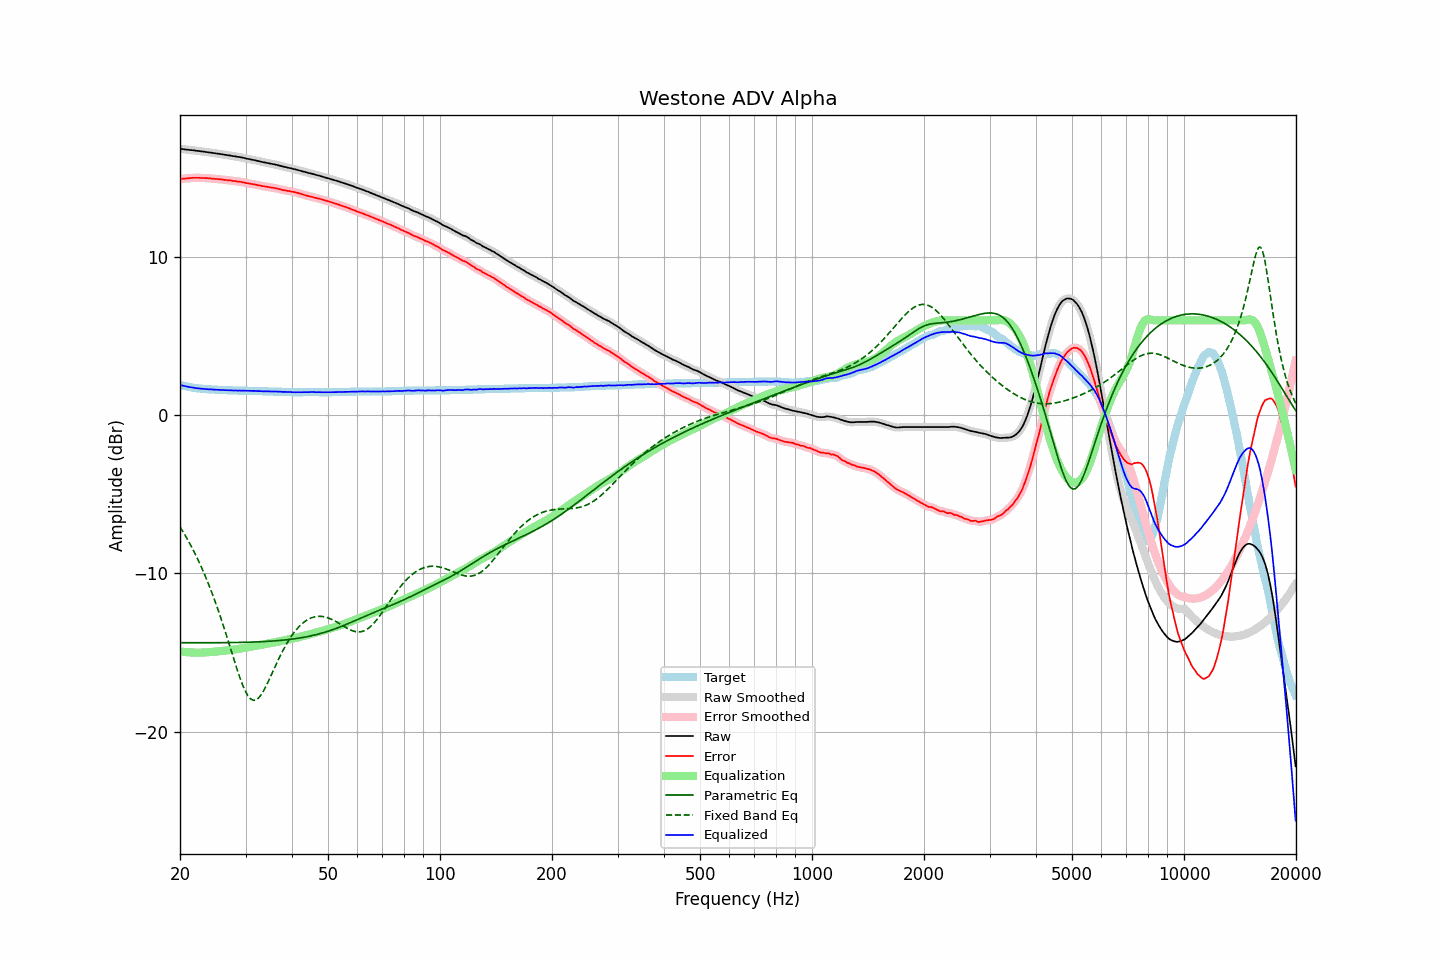 Westone ADV Alpha
Amplitude (dBr)
10
0
−10
−20
Target
Raw Smoothed
Error Smoothed
Raw
Error
Equalization
Parametric Eq
Fixed Band Eq
Equalized
20 50 100 200 500 1000 2000 5000 10000 20000
Frequency (Hz)